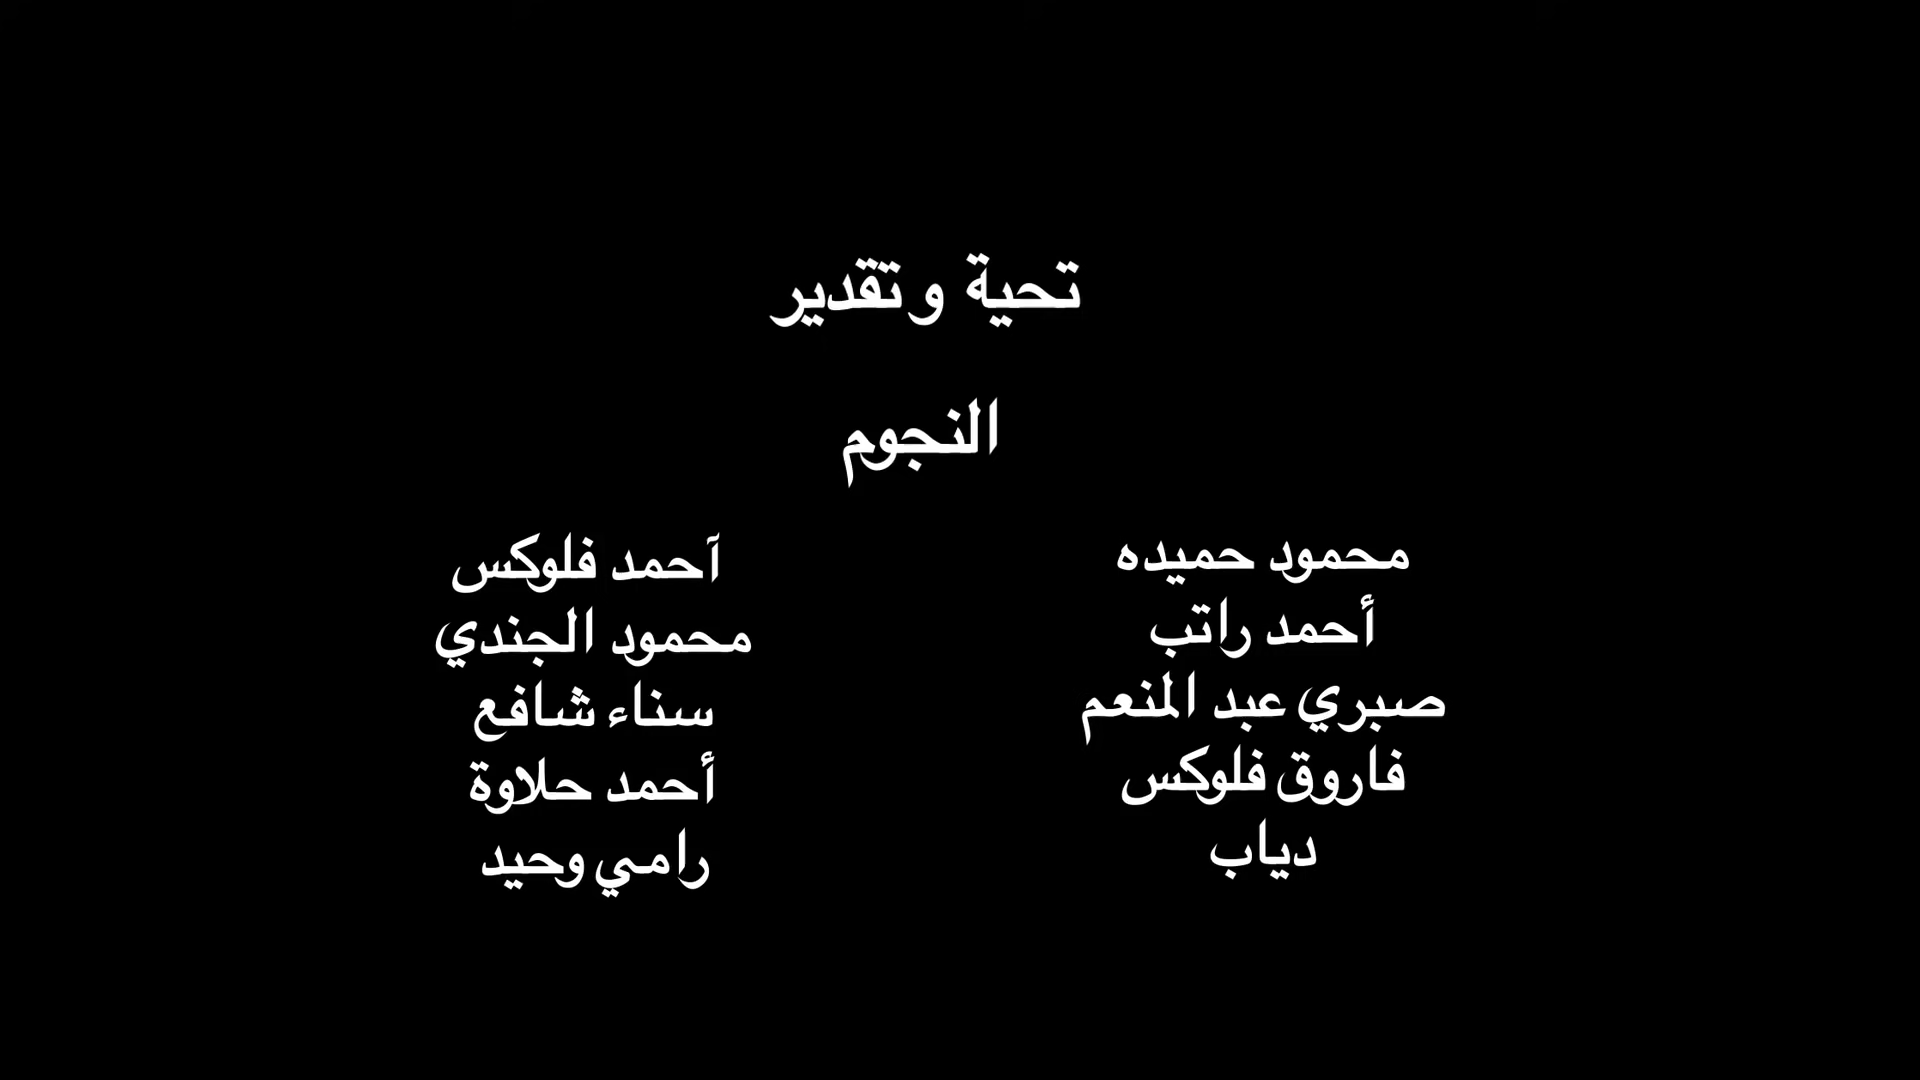 تحية و تقدير
النجوم
محمود حميده
أحمد راتب
صبري عبد المنعم
فاروق فلوكس
دياب
آحمد فلوكس
محمود الجندي
سناء شافع
أحمد حلاوة
رامي وحيد